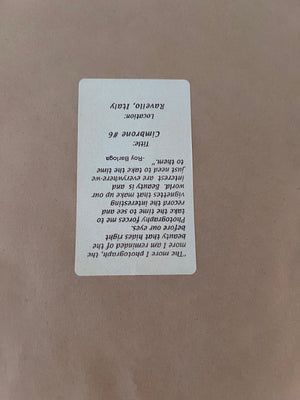 "The more I photograph, the
more I am reminded of the
beauty that hides right
before our eyes.
Photography forces me to
take the time to see and
record the interesting
vignettes that make up our
world. Beauty is and
interest are everywhere-we
just need to take the time
to them."
-Roy Barloga
Title:
Cimbrone #6
Location:
Ravello, Italy